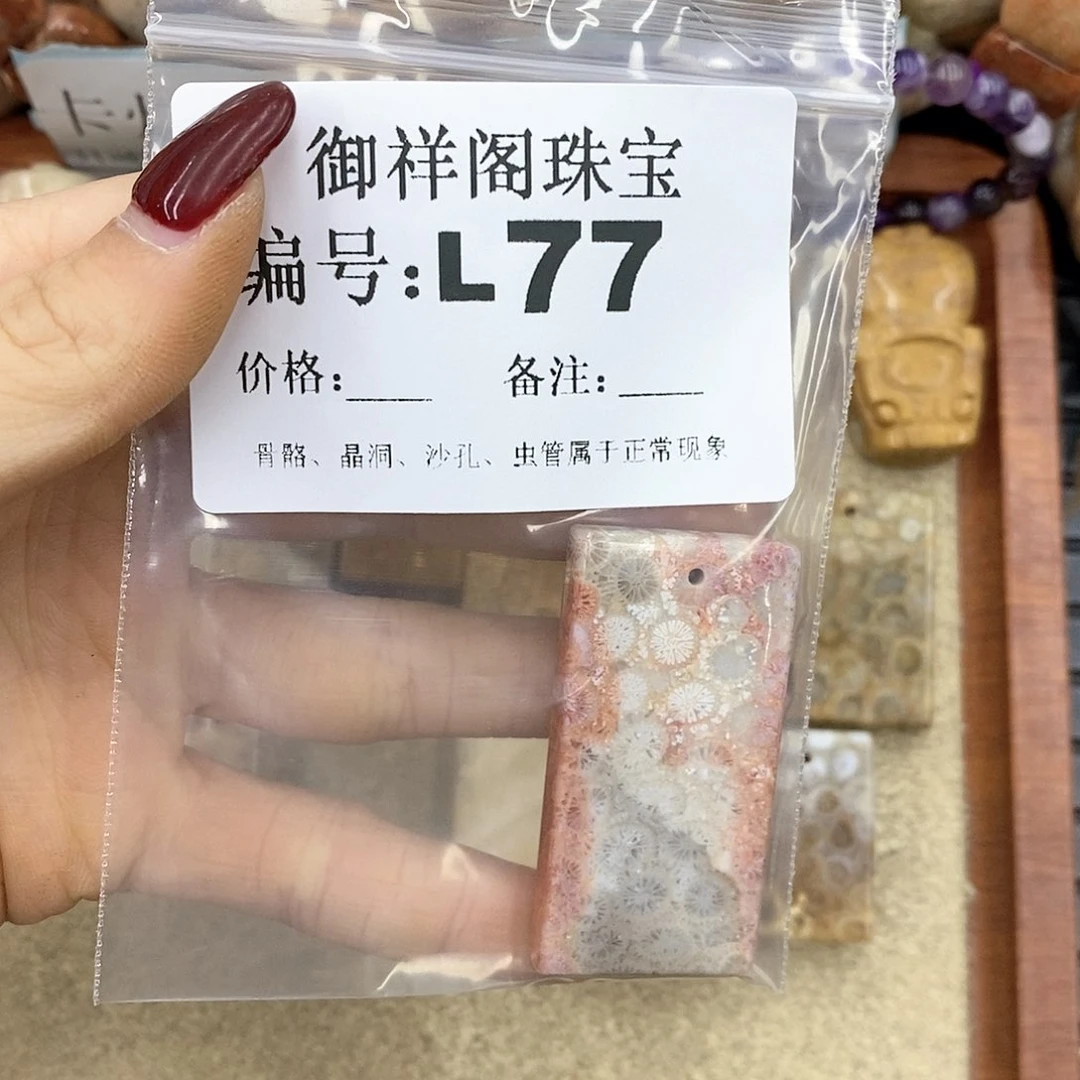 御祥阁珠宝
编号:L77
价格:____ 备注:____
骨骼、晶洞、沙孔、虫管属于正常现象